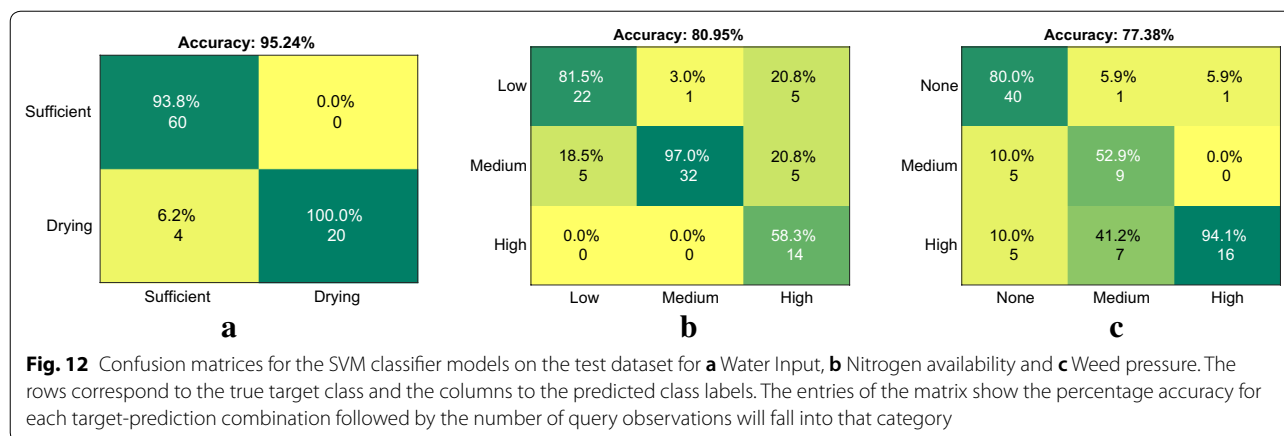 Accuracy: 95.24%
Sufficient
93.8%
60
0.0%
0
Drying
6.2%
4
100.0%
20
Sufficient Drying
a
Accuracy: 80.95%
Low
81.5%
22
3.0%
1
20.8%
5
Medium
18.5%
5
97.0%
32
20.8%
5
High
0.0%
0
0.0%
0
58.3%
14
Low Medium High
b
Accuracy: 77.38%
None
80.0%
40
5.9%
1
5.9%
1
Medium
10.0%
5
52.9%
9
0.0%
0
High
10.0%
5
41.2%
7
94.1%
16
None Medium High
c
Fig. 12 Confusion matrices for the SVM classifier models on the test dataset for a Water Input, b Nitrogen availability and c Weed pressure. The
rows correspond to the true target class and the columns to the predicted class labels. The entries of the matrix show the percentage accuracy for
each target-prediction combination followed by the number of query observations will fall into that category